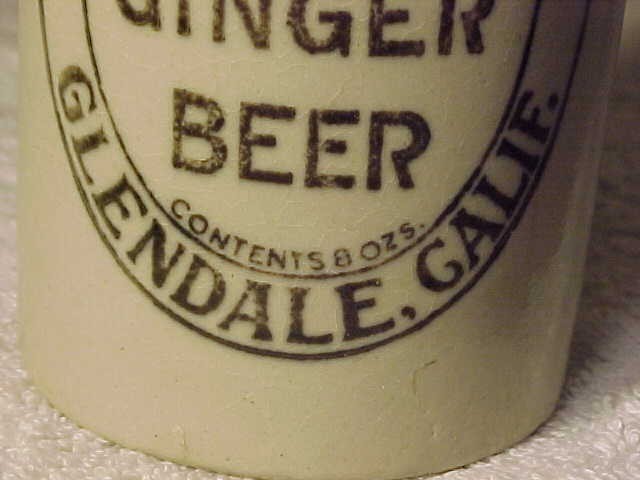 GINGER
BEER
CONTENTS 8 OZS.
GLENDALE, CALIF.